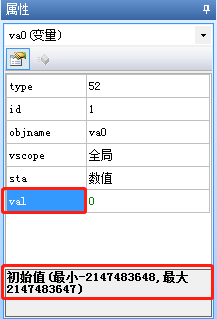 属性
va0(变量)
type 52
id 1
objname va0
vscope 全局
sta 数值
val 0
初始值(最小-2147483648,最大
2147483647)